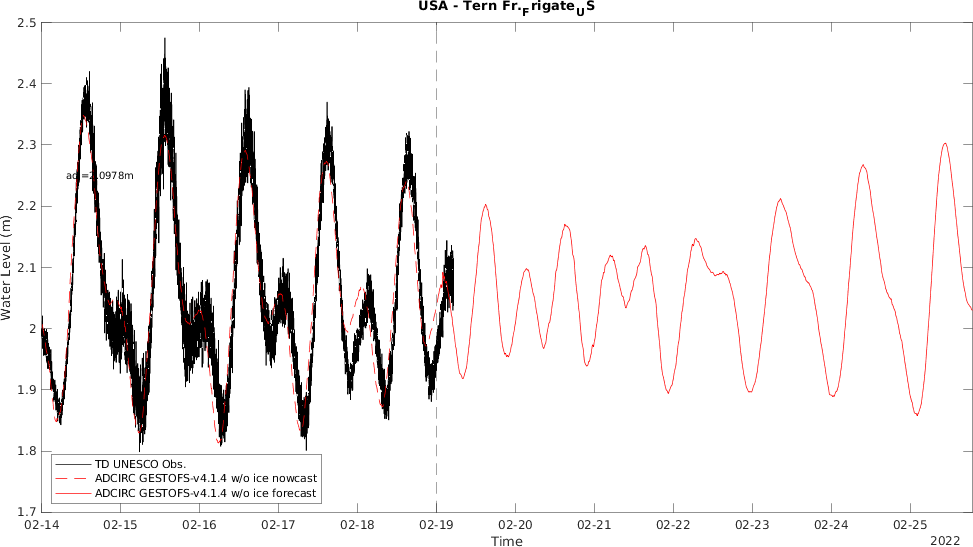 USA - Tern Fr.FrigateUS
2.5
2.4
2.3
2.2
2.1
2
1.9
1.8
1.7
Water Level (m)
adj=2.0978m
TD UNESCO Obs.
ADCIRC GESTOFS-v4.1.4 w/o ice nowcast
ADCIRC GESTOFS-v4.1.4 w/o ice forecast
02-14 02-15 02-16 02-17 02-18 02-19 02-20 02-21 02-22 02-23 02-24 02-25
Time
2022